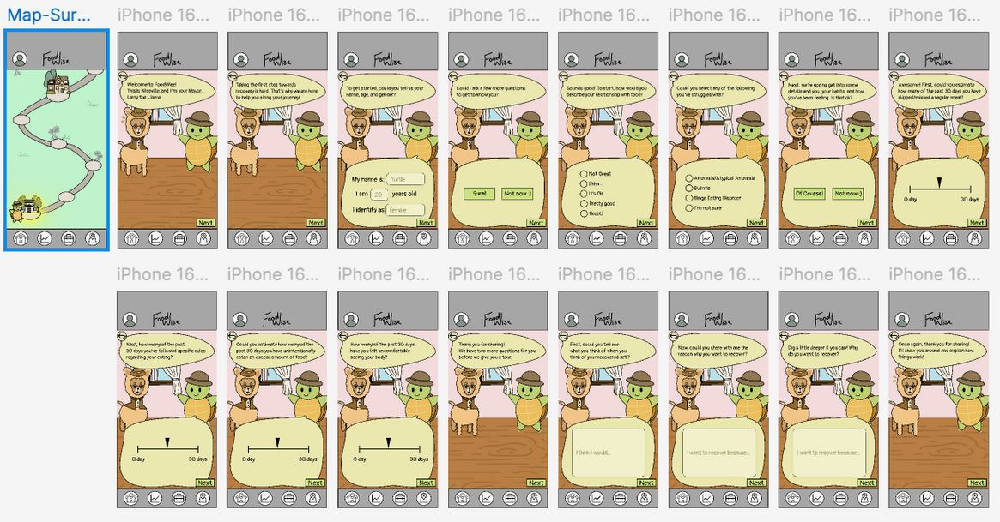 Map-Sur...
iPhone 16...
iPhone 16...
iPhone 16...
iPhone 16...
iPhone 16...
iPhone 16...
iPhone 16...
iPhone 16...
FoodWise
FoodWise
Welcome to FoodWise!
This is Wiseville, and I'm your Mayor,
Larry the Llama.
Next
FoodWise
Taking the first step towards
recovery is hard. That's why we are here
to help you along your journey!
Next
FoodWise
To get started, could you tell us your
name, age, and gender?
My name is: Turtle
I am 20 years old
I identify as female
Next
FoodWise
Could I ask a few more questions
to get to know you?
Sure!
Not now :)
Next
FoodWise
Sounds good! To start, how would you
describe your relationship with food?
Not Great
Ehhh..
It's OK
Pretty good
Great!
Next
FoodWise
Could you select any of the following
you've struggled with?
Anorexia/Atypical Anorexia
Bulimia
Binge Eating Disorder
I'm not sure
Next
FoodWise
Next, we're gonna get into some
details and you, your habits, and how
you've been feeling. Is that ok?
Of Course!
Not now :)
Next
FoodWise
Awesome! First, could you estimate
how many of the past 30 days you have
skipped/missed a regular meal?
0 day
30 days
Next
iPhone 16...
iPhone 16...
iPhone 16...
iPhone 16...
iPhone 16...
iPhone 16...
iPhone 16...
iPhone 16...
FoodWise
Next, how many of the past
30 days you've followed specific rules
regarding your eating?
0 day
30 days
Next
FoodWise
Could you estimate how many of the
past 30 days you have unintentionally
eaten an excess amount of food?
0 day
30 days
Next
FoodWise
How many of the past 30 days
have you felt uncomfortable
seeing your body?
0 day
30 days
Next
FoodWise
Thank you for sharing!
We have two more questions for you
before we give you a tour.
Next
FoodWise
First, could you tell me
what you think of when you
think of your recovered self?
I think I would...
Next
FoodWise
Now, could you share with me the
reason why you want to recover?
I want to recover because...
Next
FoodWise
Dig a little deeper if you can! Why
do you want to recover?
I want to recover because...
Next
FoodWise
Once again, thank you for sharing!
I'll show you around and explain how
things work!
Next